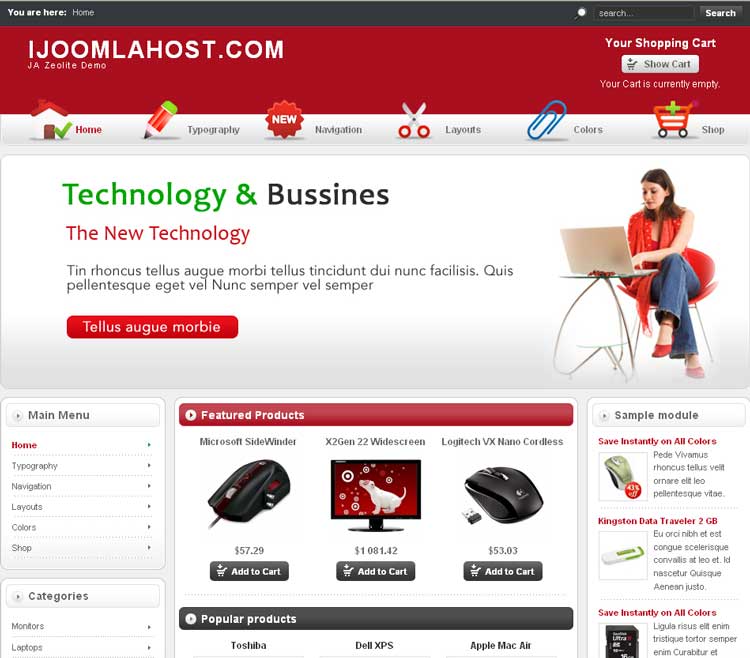 You are here: Home
search...
Search
IJOOMLAHOST.COM
JA Zeolite Demo
Your Shopping Cart
Show Cart
Your Cart is currently empty.
Home
Typography
NEW
Navigation
Layouts
Colors
Shop
Technology & Bussines
The New Technology
Tin rhoncus tellus augue morbi tellus tincidunt dui nunc facilisis. Quis
pellentesque eget vel Nunc semper vel semper
Tellus augue morbie
Main Menu
Home
Typography
Navigation
Layouts
Colors
Shop
Categories
Monitors
Laptops
Featured Products
Microsoft SideWinder
X2Gen 22 Widescreen
Logitech VX Nano Cordless
$57.29
$1 081.42
$53.03
Add to Cart
Add to Cart
Add to Cart
Popular products
Toshiba
Dell XPS
Apple Mac Air
Sample module
Save Instantly on All Colors
43%
off
Pede Vivamus
rhoncus tellus velit
ornare elit leo
pellentesque vitae.
Kingston Data Traveler 2 GB
Eu orci nibh et est
congue scelerisque
convallis at leo et. Id
nascetur Quisque
Aenean justo.
Save Instantly on All Colors
SanDisk
Ultra
Ligula risus elit enim
tristique tortor semper
enim Curabitur et